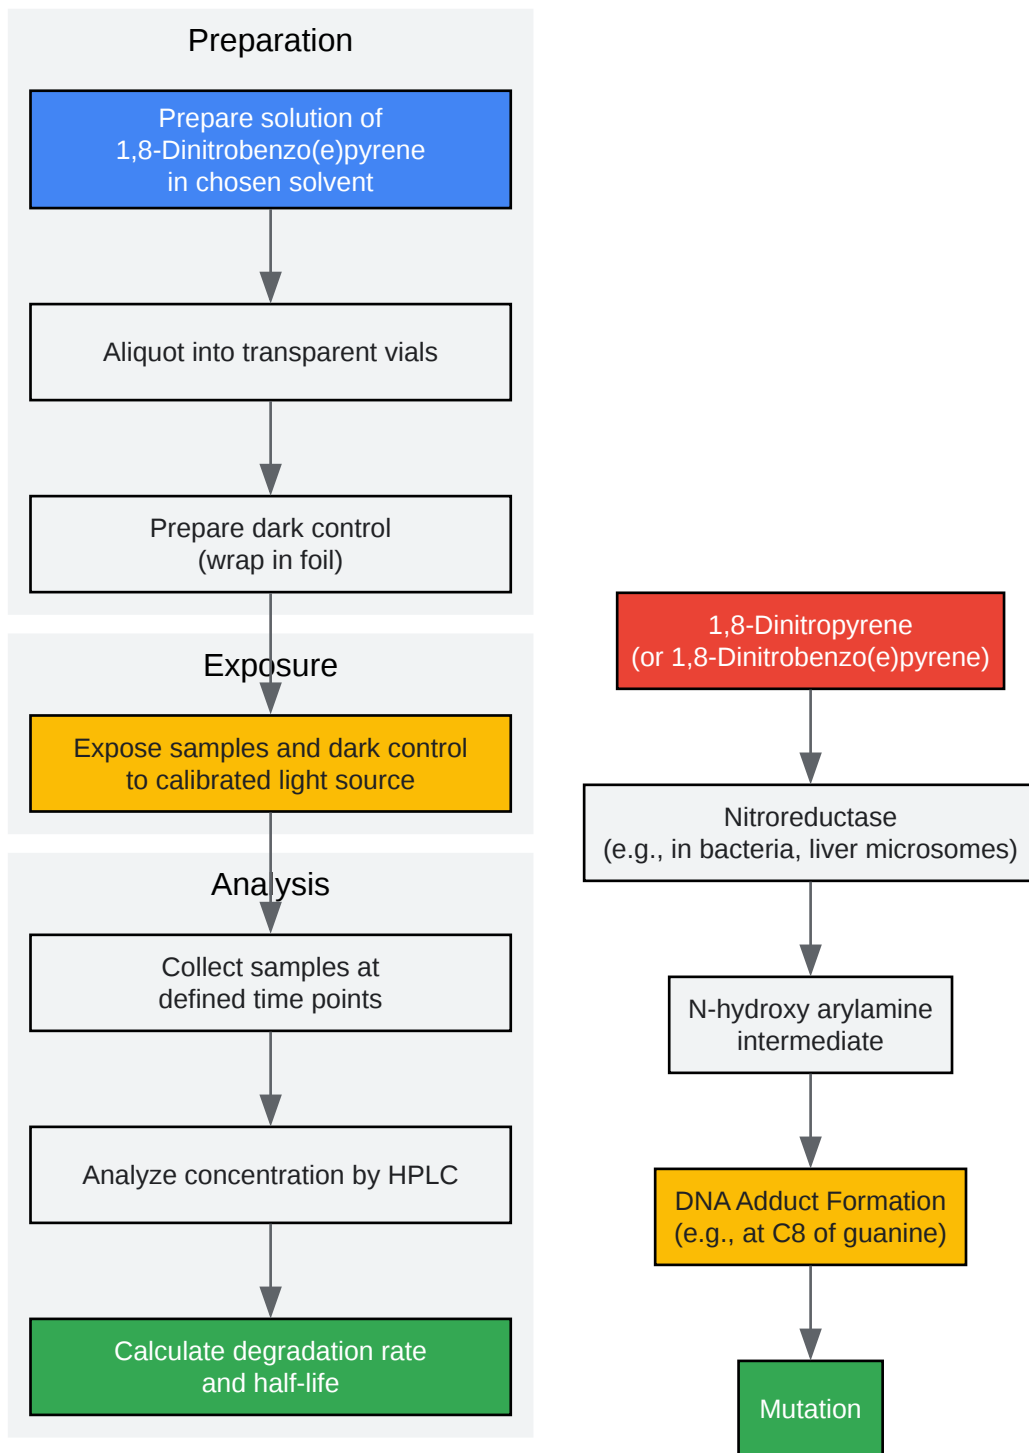 Preparation
Prepare solution of
1,8-Dinitrobenzo(e)pyrene
in chosen solvent
Aliquot into transparent vials
Prepare dark control
(wrap in foil)
Exposure
Expose samples and dark control
to calibrated light source
Analysis
Collect samples at
defined time points
Analyze concentration by HPLC
Calculate degradation rate
and half-life
1,8-Dinitropyrene
(or 1,8-Dinitrobenzo(e)pyrene)
Nitroreductase
(e.g., in bacteria, liver microsomes)
N-hydroxy arylamine
intermediate
DNA Adduct Formation
(e.g., at C8 of guanine)
Mutation